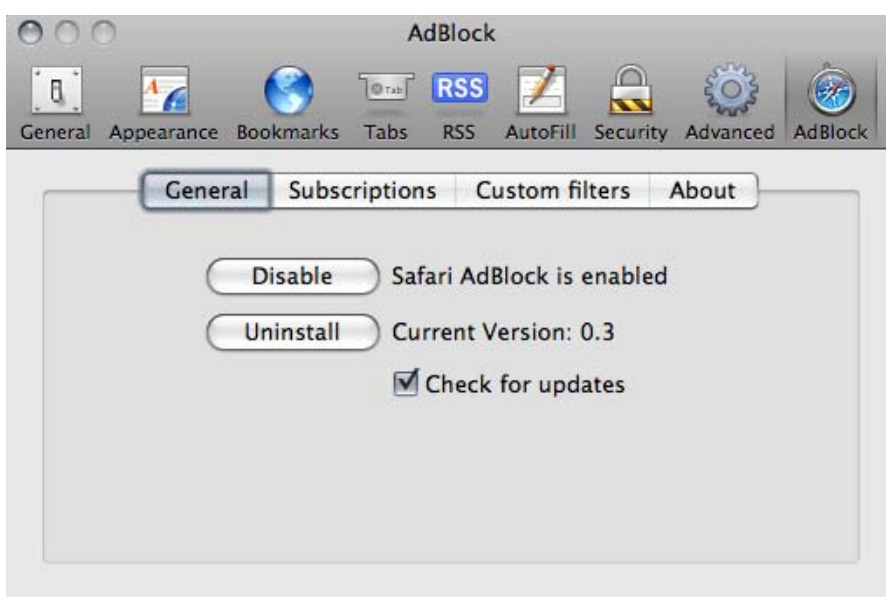 AdBlock
Tab
RSS
General Appearance Bookmarks Tabs RSS AutoFill Security Advanced AdBlock
General Subscriptions Custom filters About
Disable Safari AdBlock is enabled
Uninstall Current Version: 0.3
Check for updates